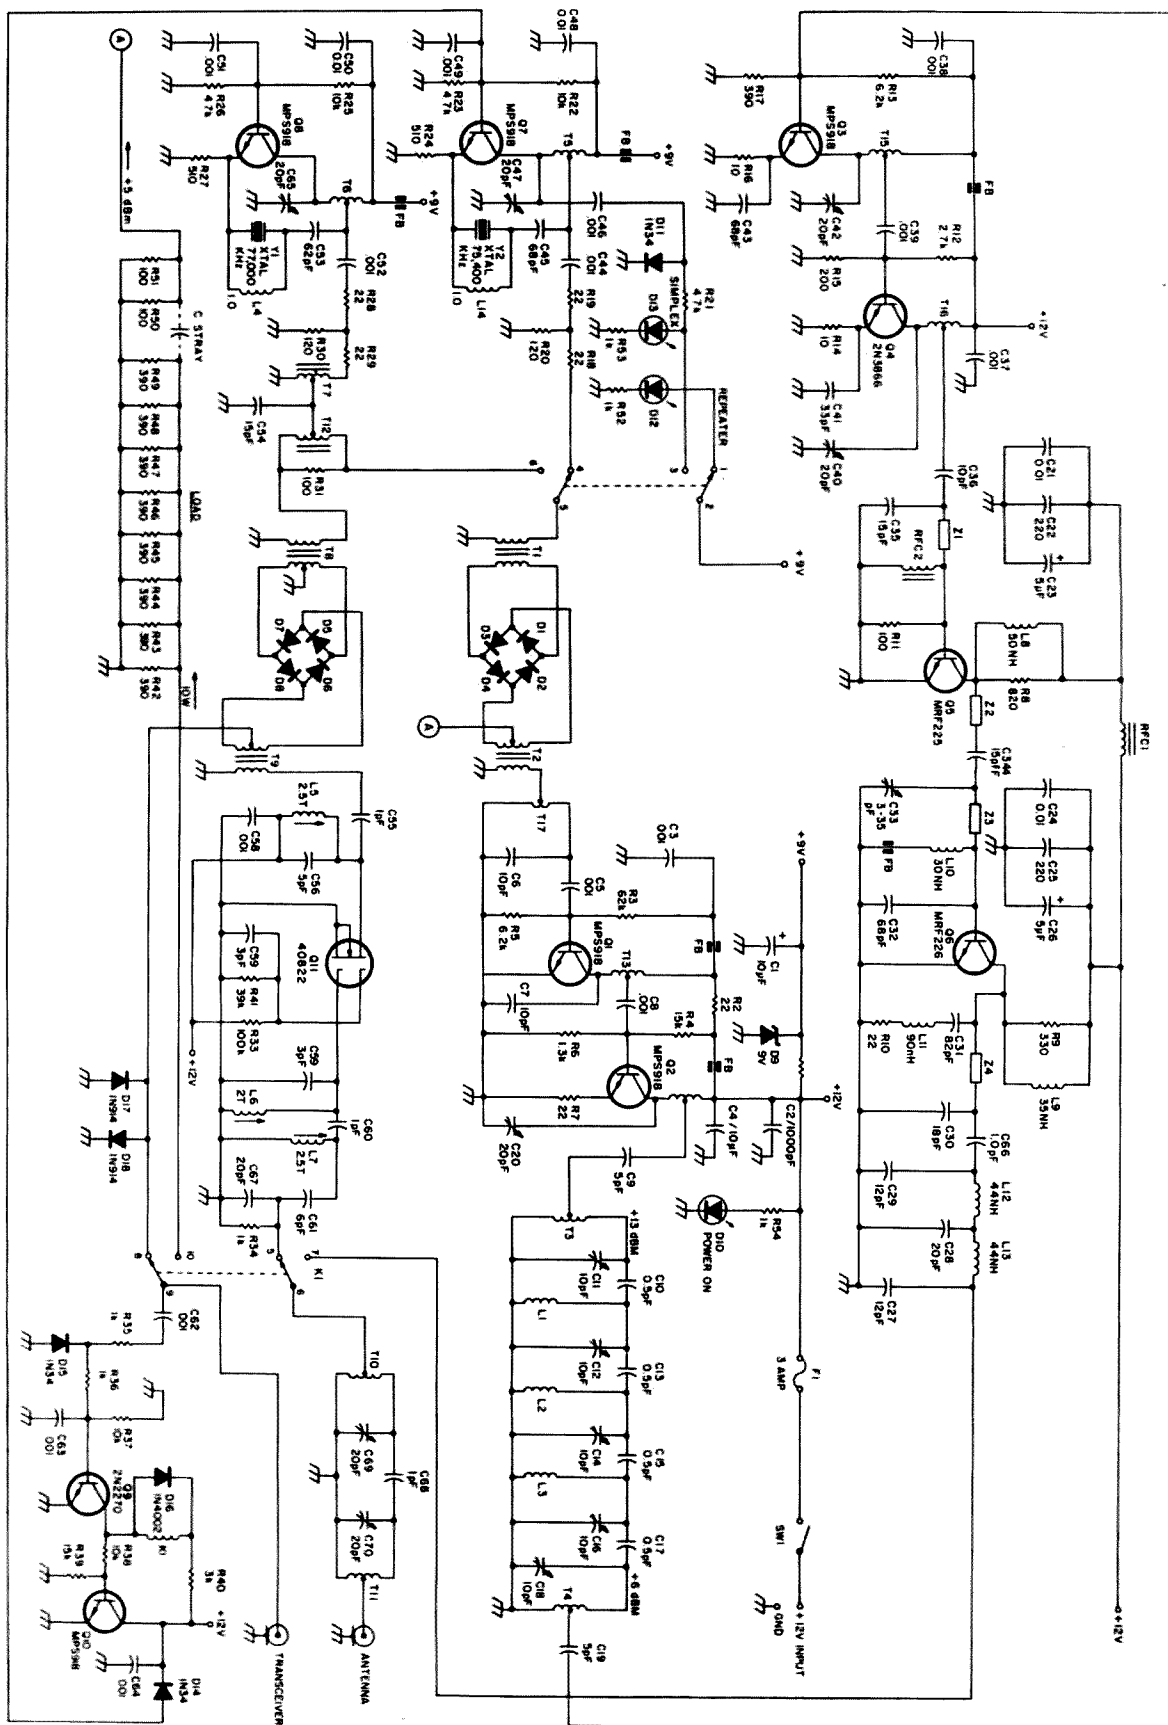 C38
.001
R13
6.2k
R17
390
Q3
MPS918
T15
R16
10
C43
68pF
C42
20pF
FB
C39
.001
R12
2.7k
R15
200
Q4
2N3866
T16
R14
10
C41
33pF
C40
20pF
+12V
C37
.001
C36
10pF
C35
15pF
Z1
RFC2
R11
100
Q5
MRF225
C21
0.01
C22
220
C23
5µF
+
L8
50NH
R8
820
Z2
RFC1
C34A
15pFF
Z3
C33
3-35
pF
FB
L10
30NH
C32
68pF
Q6
MRF226
C24
0.01
C25
220
C26
5µF
+
R9
330
L9
35NH
R10
22
L11
90nH
C31
82pF
Z4
C30
18pF
C66
1.0pF
C29
12pF
L12
44NH
C28
20pF
L13
44NH
C27
12pF
+12V
C48
0.01
C49
.001
R23
4.7k
R22
10k
FB
+9V
T5
Q7
MPS918
R24
510
C47
20pF
Y2
XTAL
75,400
KHz
L14
1.0
C45
68pF
C46
.001
C44
.001
D11
1N34
R21
4.7k
SIMPLEX
D13
R53
1k
R19
22
R20
120
R18
22
D12
R52
1k
REPEATER
1
2
3
4
5
6
+9V
T1
D1
D2
D3
D4
A
T2
T17
C6
10pF
C5
.001
R5
6.2k
R3
62k
C3
.001
Q1
MPS918
T13
FB
C7
10pF
C8
.001
R2
22
R4
15k
R6
1.3k
Q2
MPS918
FB
R7
22
C20
20pF
+9V
C1
10µF
+
D9
9V
+12V
C4/10µF
C2/1000pF
C9
5pF
D10
POWER ON
R54
1k
T3
+13 dBM
C11
10pF
C10
0.5pF
L1
C12
10pF
C13
0.5pF
L2
C14
10pF
C15
0.5pF
L3
C16
10pF
C17
0.5pF
C18
10pF
+6 dBM
T4
C19
5pF
F1
3 AMP
SW1
GND
+12V INPUT
C51
.001
R26
4.7k
C50
0.01
R25
10k
Q8
MPS918
R27
510
C65
20pF
T6
+9V
FB
Y1
XTAL
77,000
KHz
L4
1.0
C53
62pF
C52
.001
R28
22
R30
120
R29
22
T7
C54
15pF
T12
R31
100
T8
D5
D6
D7
D8
T9
C55
1pF
L5
2.5T
C58
.001
C56
5pF
Q11
40822
C59
3pF
R41
39k
R33
100k
+12V
C59
3pF
L6
2T
C60
1pF
L7
2.5T
C67
20pF
C61
6pF
R34
1k
5
6
7
K1
T10
C69
20pF
C68
1pF
C70
20pF
T11
ANTENNA
A
+5 dBm
R51
100
R50
100
C STRAY
R49
390
R48
390
R47
390
R46
390
LOAD
R45
390
R44
390
R43
390
R42
390
10W
D17
1N914
D18
1N914
8
9
10
C62
.001
R35
1k
D15
1N34
R36
1k
R37
10k
C63
.001
Q9
2N2270
D16
1N4002
K1
R38
10k
R39
15k
R40
3k
+12V
Q10
MPS918
C64
.001
D14
1N34
TRANSCEIVER